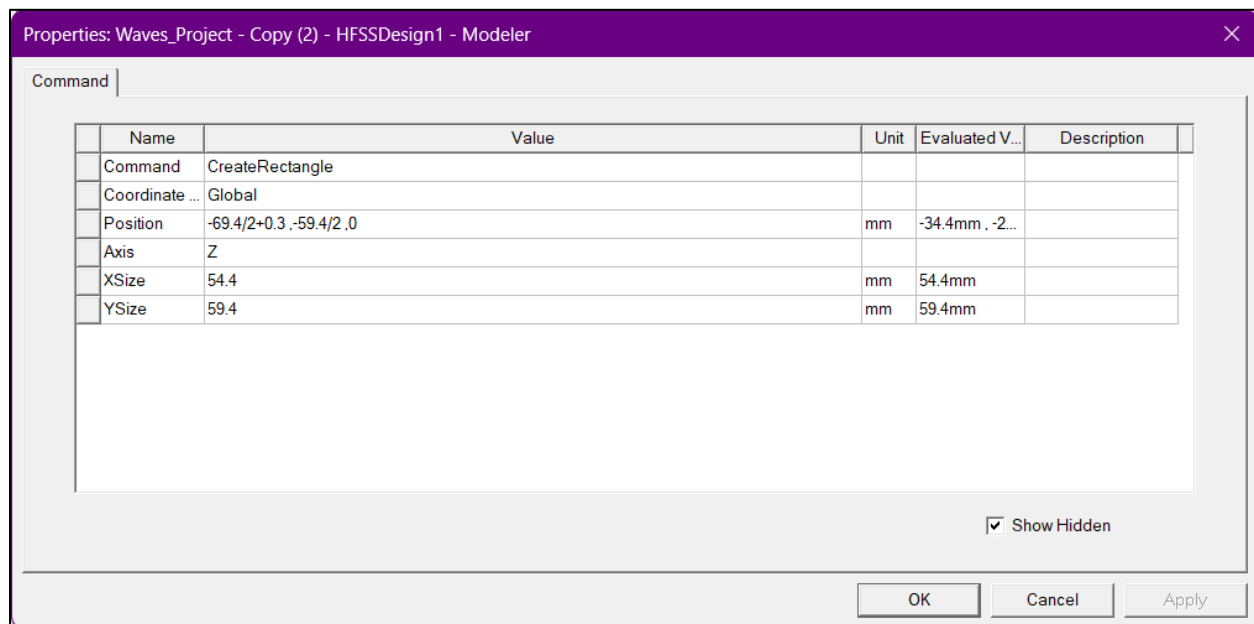 Properties: Waves_Project - Copy (2) - HFSSDesign1 - Modeler
Command
Name Value Unit Evaluated V... Description
Command CreateRectangle
Coordinate ... Global
Position -69.4/2+0.3 ,-59.4/2 ,0 mm -34.4mm , -2...
Axis Z
XSize 54.4 mm 54.4mm
YSize 59.4 mm 59.4mm
Show Hidden
OK Cancel Apply